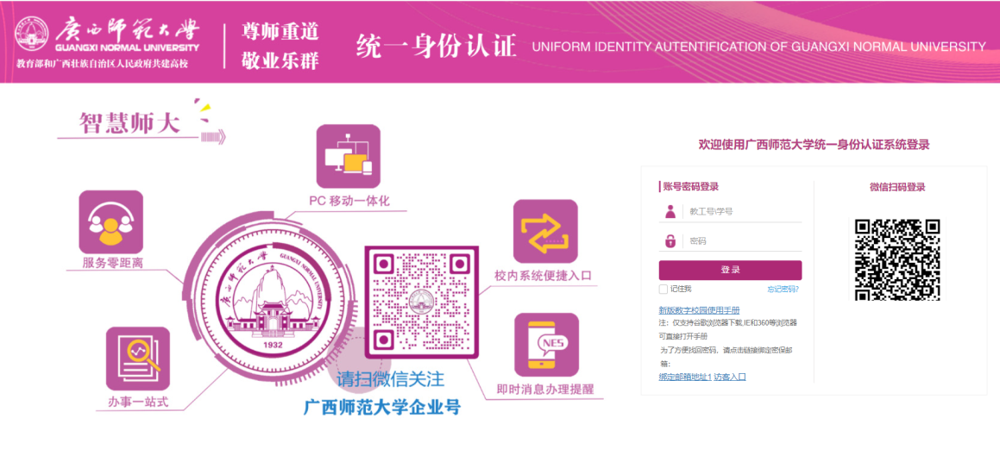 廣西师范大学
GUANGXI NORMAL UNIVERSITY
教育部和广西壮族自治区人民政府共建高校
尊师重道
敬业乐群
统一身份认证
UNIFORM IDENTITY AUTENTIFICATION OF GUANGXI NORMAL UNIVERSITY
智慧师大
PC 移动一体化
服务零距离
校内系统便捷入口
廣西师范大学
GUANGXI NORMAL UNIVERSITY
1932
NES
办事一站式
即时消息办理提醒
请扫微信关注
广西师范大学企业号
欢迎使用广西师范大学统一身份认证系统登录
账号密码登录
教工号\学号
密码
登 录
记住我
忘记密码?
新版数字校园使用手册
注：仅支持谷歌浏览器下载,IE和360等浏览器
可直接打开手册
为了方便找回密码，请点击链接绑定密保邮
箱：
绑定邮箱地址1 访客入口
微信扫码登录